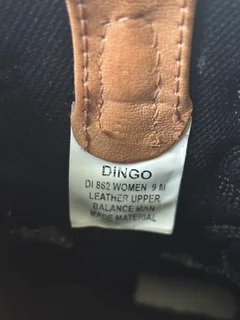 DINGO
DI 862 WOMEN 9 M
LEATHER UPPER
BALANCE MAN
MADE MATERIAL